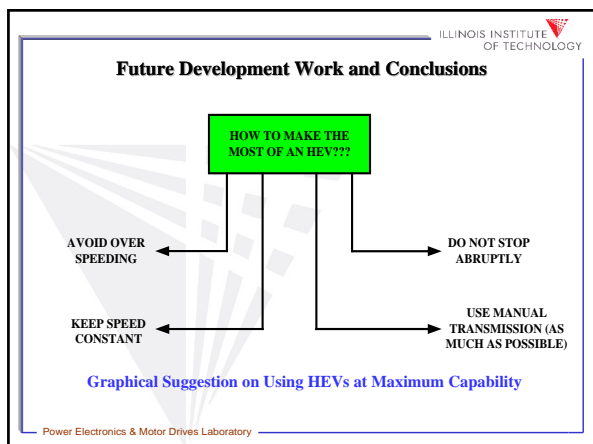 ILLINOIS INSTITUTE
OF TECHNOLOGY
Future Development Work and Conclusions
HOW TO MAKE THE
MOST OF AN HEV???
AVOID OVER
SPEEDING
DO NOT STOP
ABRUPTLY
KEEP SPEED
CONSTANT
USE MANUAL
TRANSMISSION (AS
MUCH AS POSSIBLE)
Graphical Suggestion on Using HEVs at Maximum Capability
Power Electronics & Motor Drives Laboratory